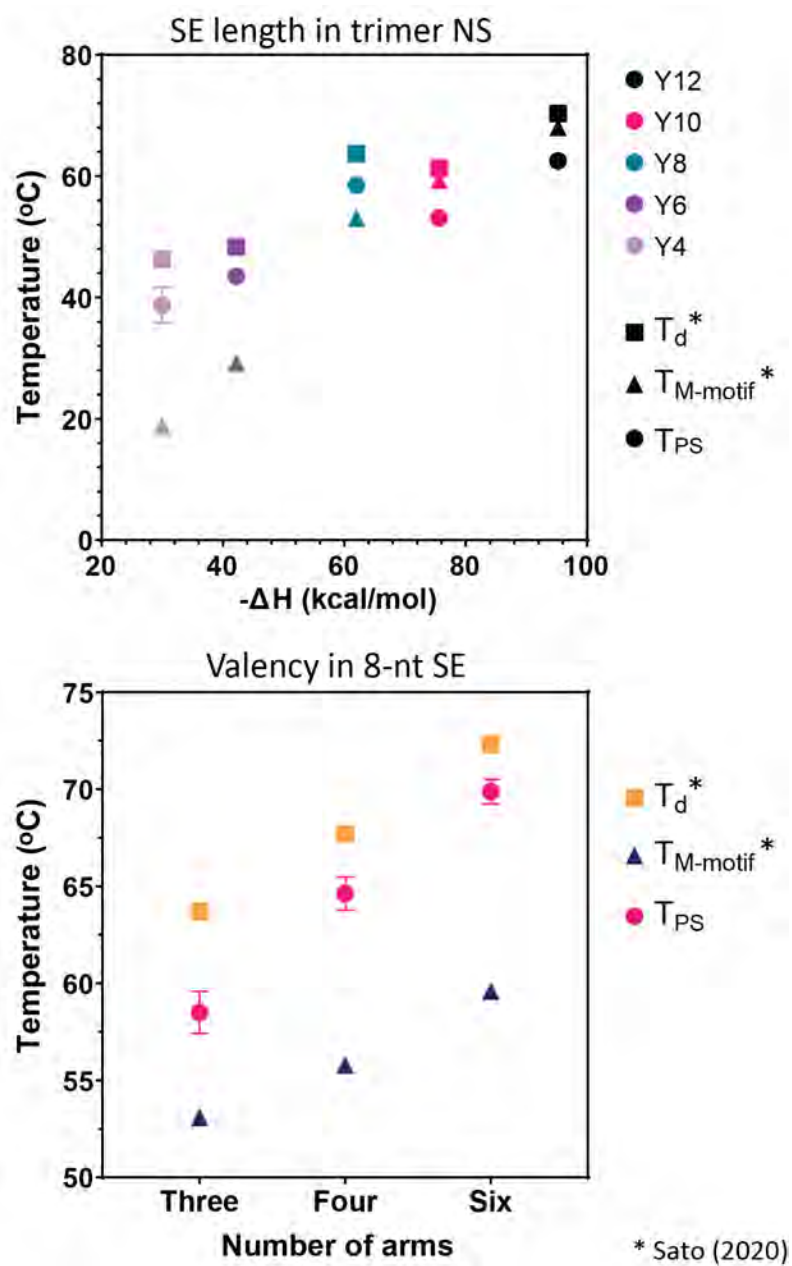 SE length in trimer NS
80
60
40
20
0
Temperature (oC)
20 40 60 80 100
-ΔH (kcal/mol)
Y12
Y10
Y8
Y6
Y4
Td*
TM-motif*
TPS
Valency in 8-nt SE
75
70
65
60
55
50
Temperature (oC)
Three Four Six
Number of arms
Td*
TM-motif*
TPS
* Sato (2020)